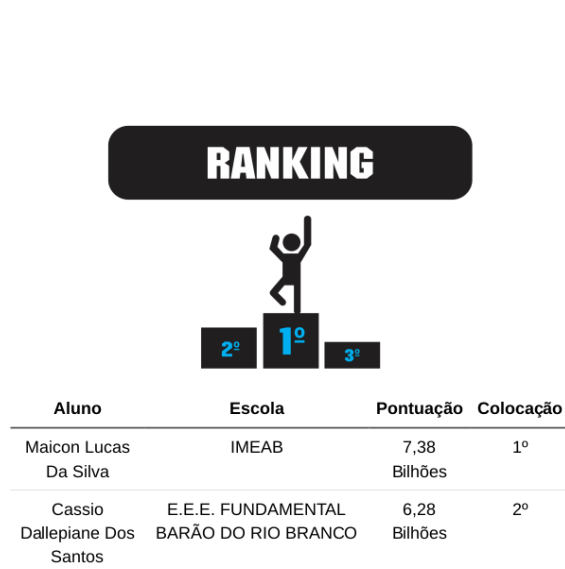 RANKING
2º
1º
3º
Aluno Escola Pontuação Colocação
Maicon Lucas IMEAB 7,38 1º
Da Silva Bilhões
Cassio E.E.E. FUNDAMENTAL 6,28 2º
Dallepiane Dos BARÃO DO RIO BRANCO Bilhões
Santos